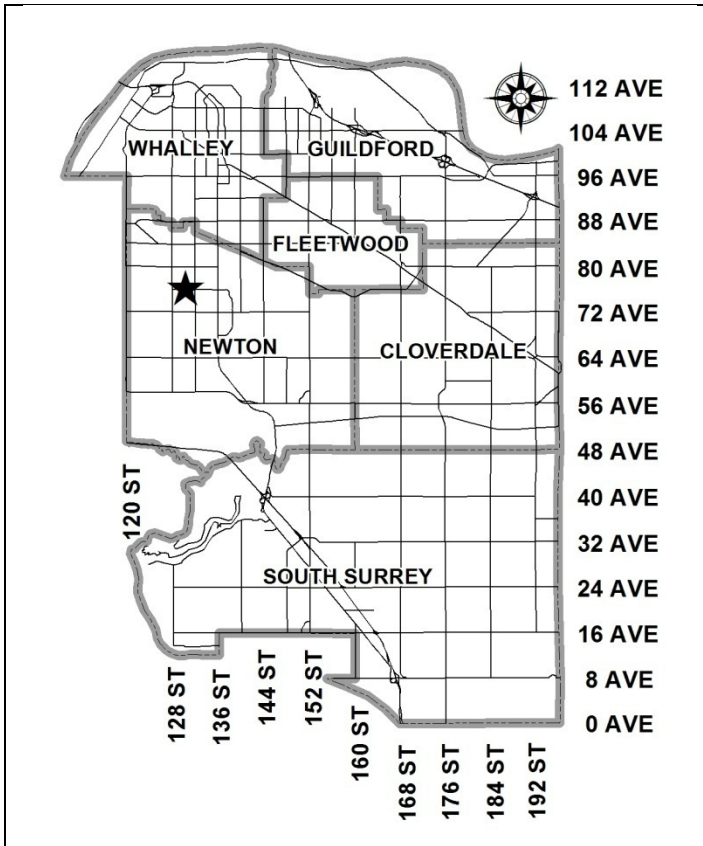 112 AVE
104 AVE
WHALLEY
GUILDFORD
96 AVE
88 AVE
FLEETWOOD
80 AVE
72 AVE
NEWTON
CLOVERDALE
64 AVE
56 AVE
48 AVE
120 ST
40 AVE
32 AVE
SOUTH SURREY
24 AVE
16 AVE
8 AVE
0 AVE
128 ST
136 ST
144 ST
152 ST
160 ST
168 ST
176 ST
184 ST
192 ST